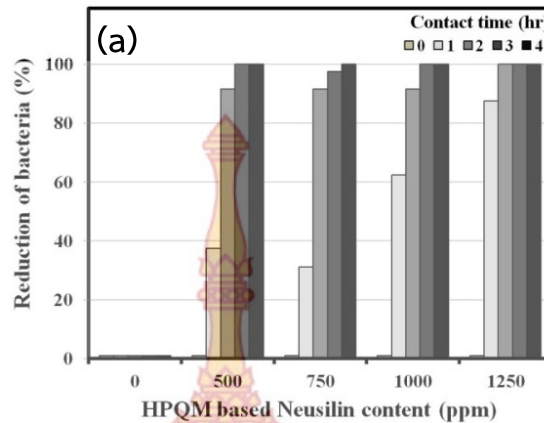 (a)
Contact time (hr)
0 1 2 3 4
Reduction of bacteria (%)
100
80
60
40
20
0
0 500 750 1000 1250
HPQM based Neusilin content (ppm)